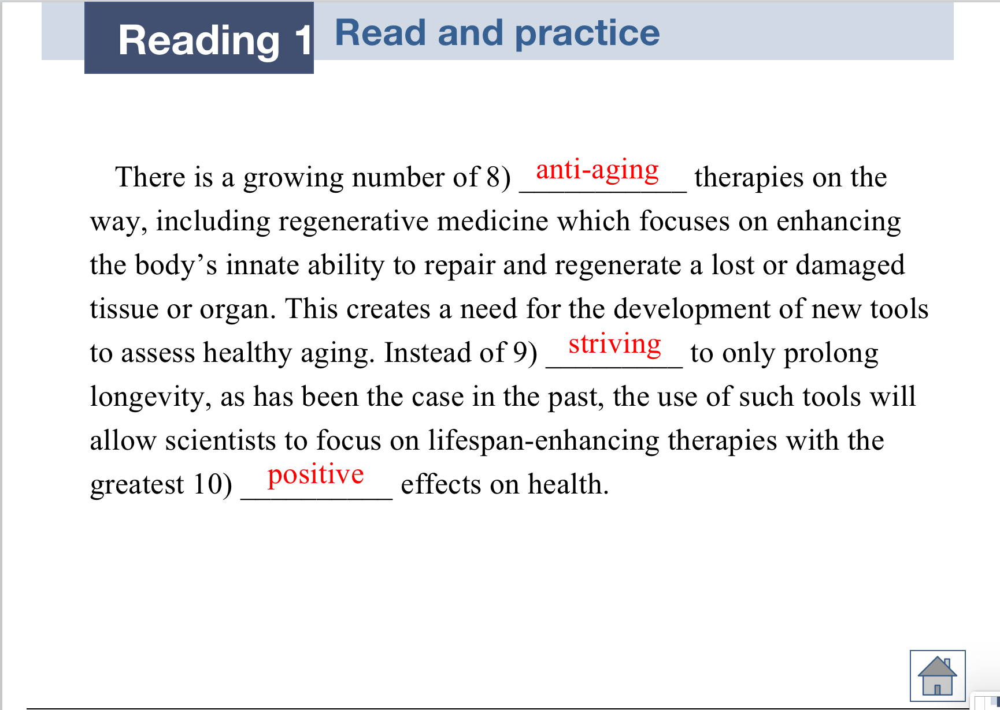 Reading 1 Read and practice
There is a growing number of 8) ___________ therapies on the
anti-aging
way, including regenerative medicine which focuses on enhancing
the body’s innate ability to repair and regenerate a lost or damaged
tissue or organ. This creates a need for the development of new tools
to assess healthy aging. Instead of 9) _________ to only prolong
striving
longevity, as has been the case in the past, the use of such tools will
allow scientists to focus on lifespan-enhancing therapies with the
greatest 10) __________ effects on health.
positive